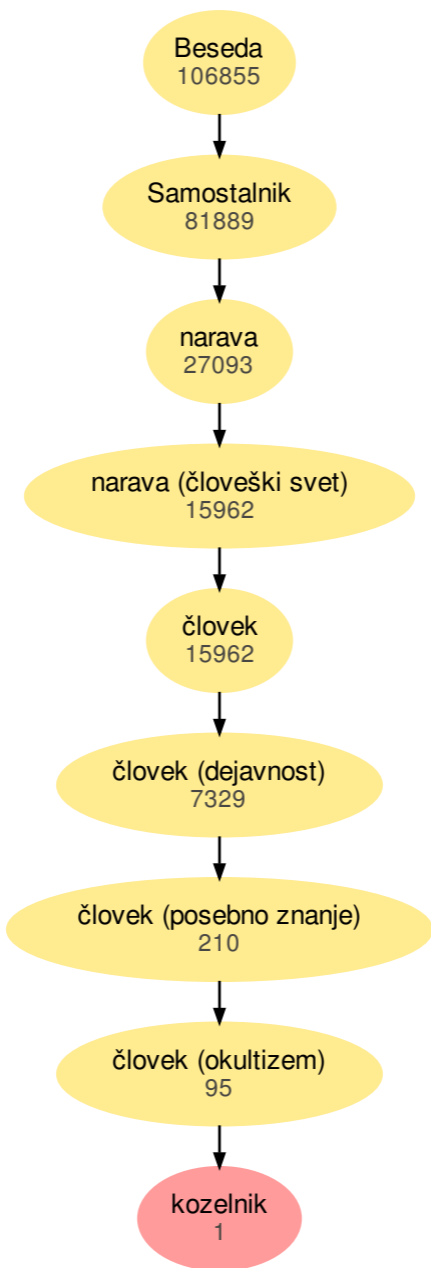 Beseda
106855
Samostalnik
81889
narava
27093
narava (človeški svet)
15962
človek
15962
človek (dejavnost)
7329
človek (posebno znanje)
210
človek (okultizem)
95
kozelnik
1